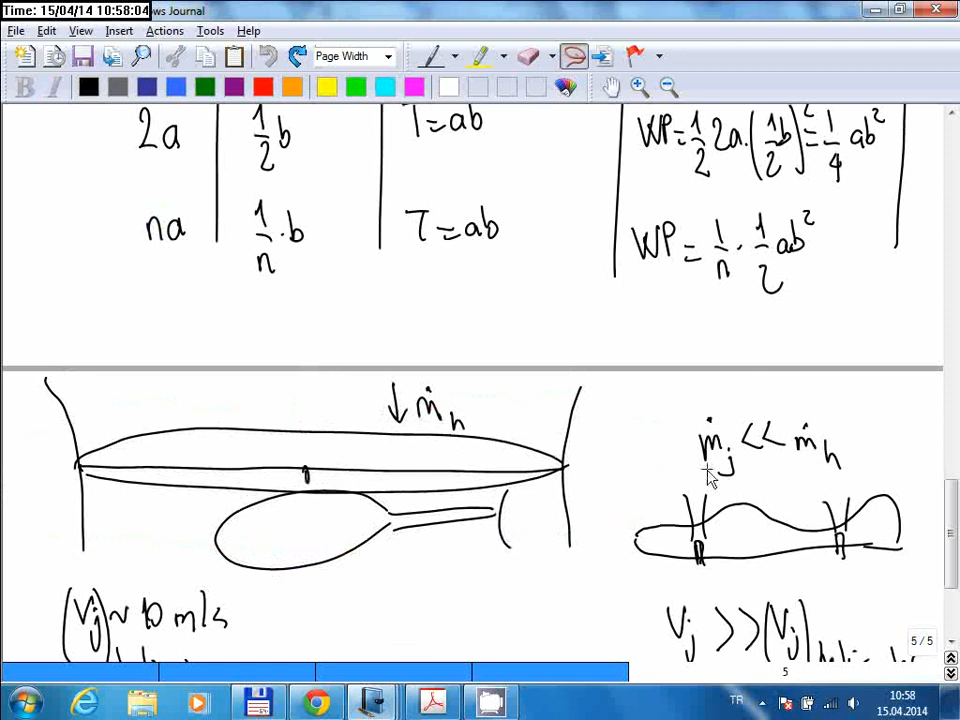 Time: 15/04/14 10:58:04
ows Journal
File Edit View Insert Actions Tools Help
Page Width
B I
2a 1/2 b T=ab WP=1/2 2a.(1/2 b)²=1/4 ab²
na 1/n .b T=ab WP=1/n . 1/2 ab²
↓ṁh
ṁj << ṁh
(Vj) ~ 10 m/s
Vj >> (Vj)
5 / 5
5
TR
10:58
15.04.2014